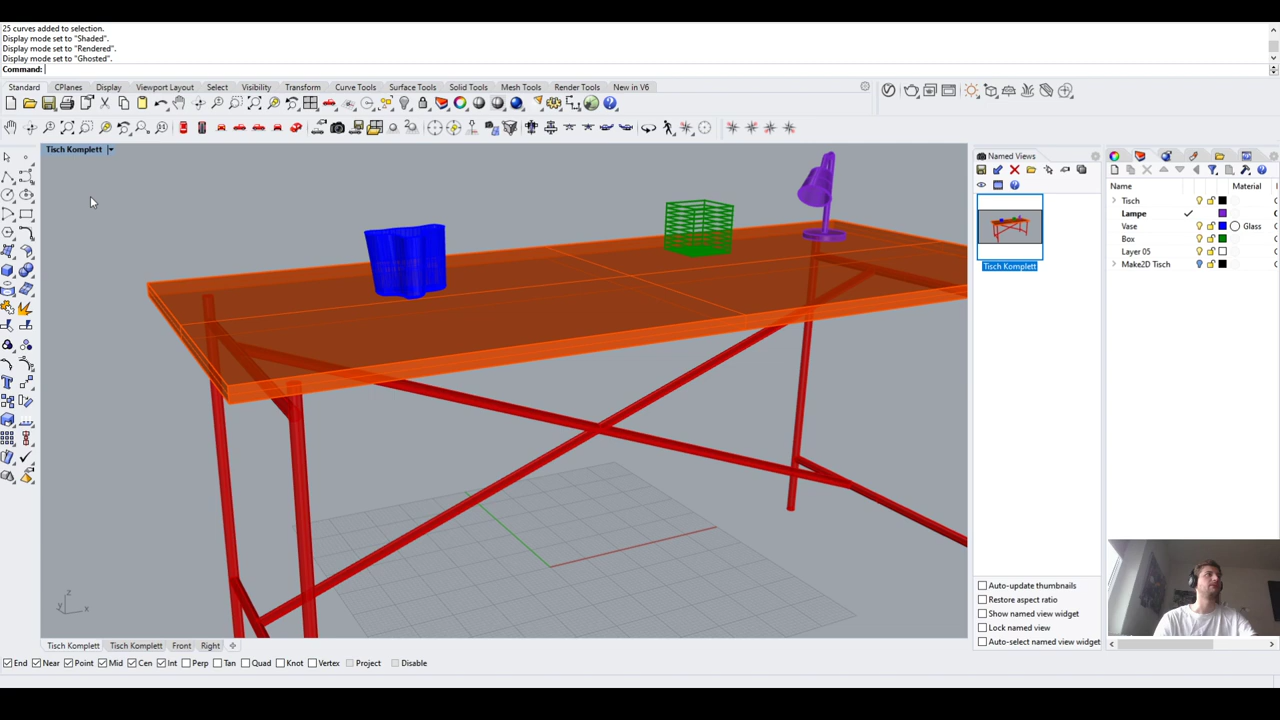 25 curves added to selection.
Display mode set to "Shaded".
Display mode set to "Rendered".
Display mode set to "Ghosted".
Command:
Standard CPlanes Display Viewport Layout Select Visibility Transform Curve Tools Surface Tools Solid Tools Mesh Tools Render Tools New in V6
Tisch Komplett
Named Views
Tisch Komplett
Name Material
Tisch
Lampe
Vase Glass
Box
Layer 05
Make2D Tisch
z
y x
Auto-update thumbnails
Restore aspect ratio
Show named view widget
Lock named view
Auto-select named view widget
Tisch Komplett Tisch Komplett Front Right
End Near Point Mid Cen Int Perp Tan Quad Knot Vertex Project Disable